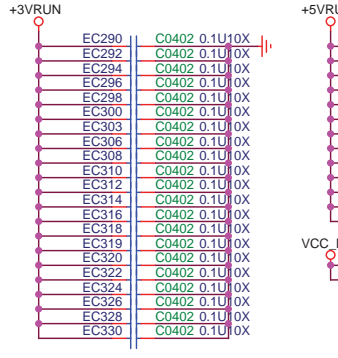 +3VRUN +5VRU
EC290 C0402 0.1U10X
EC292 C0402 0.1U10X
EC294 C0402 0.1U10X
EC296 C0402 0.1U10X
EC298 C0402 0.1U10X
EC300 C0402 0.1U10X
EC303 C0402 0.1U10X
EC306 C0402 0.1U10X
EC308 C0402 0.1U10X
EC310 C0402 0.1U10X
EC312 C0402 0.1U10X
EC314 C0402 0.1U10X
EC316 C0402 0.1U10X
EC318 C0402 0.1U10X
EC319 C0402 0.1U10X VCC_
EC320 C0402 0.1U10X
EC322 C0402 0.1U10X
EC324 C0402 0.1U10X
EC326 C0402 0.1U10X
EC328 C0402 0.1U10X
EC330 C0402 0.1U10X